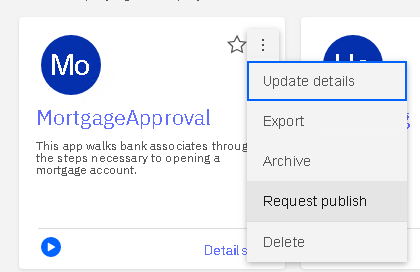 Mo
MortgageApproval
This app walks bank associates
the steps necessary to opening a
mortgage account.
Details
Update details
Export
Archive
Request publish
Delete